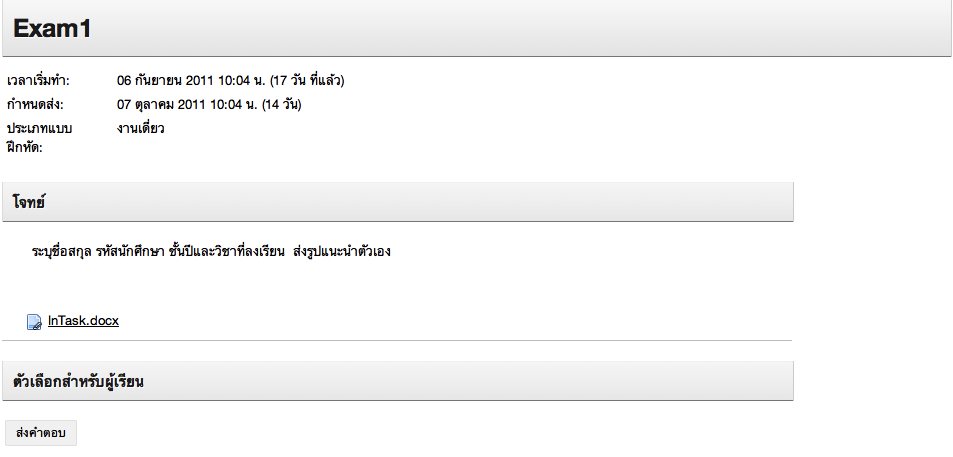 Exam1
เวลาเริ่มทำ: 06 กันยายน 2011 10:04 น. (17 วัน ที่แล้ว)
กำหนดส่ง: 07 ตุลาคม 2011 10:04 น. (14 วัน)
ประเภทแบบ งานเดี่ยว
ฝึกหัด:
โจทย์
ระบุชื่อสกุล รหัสนักศึกษา ชั้นปีและวิชาที่ลงเรียน ส่งรูปแนะนำตัวเอง
InTask.docx
ตัวเลือกสำหรับผู้เรียน
ส่งคำตอบ